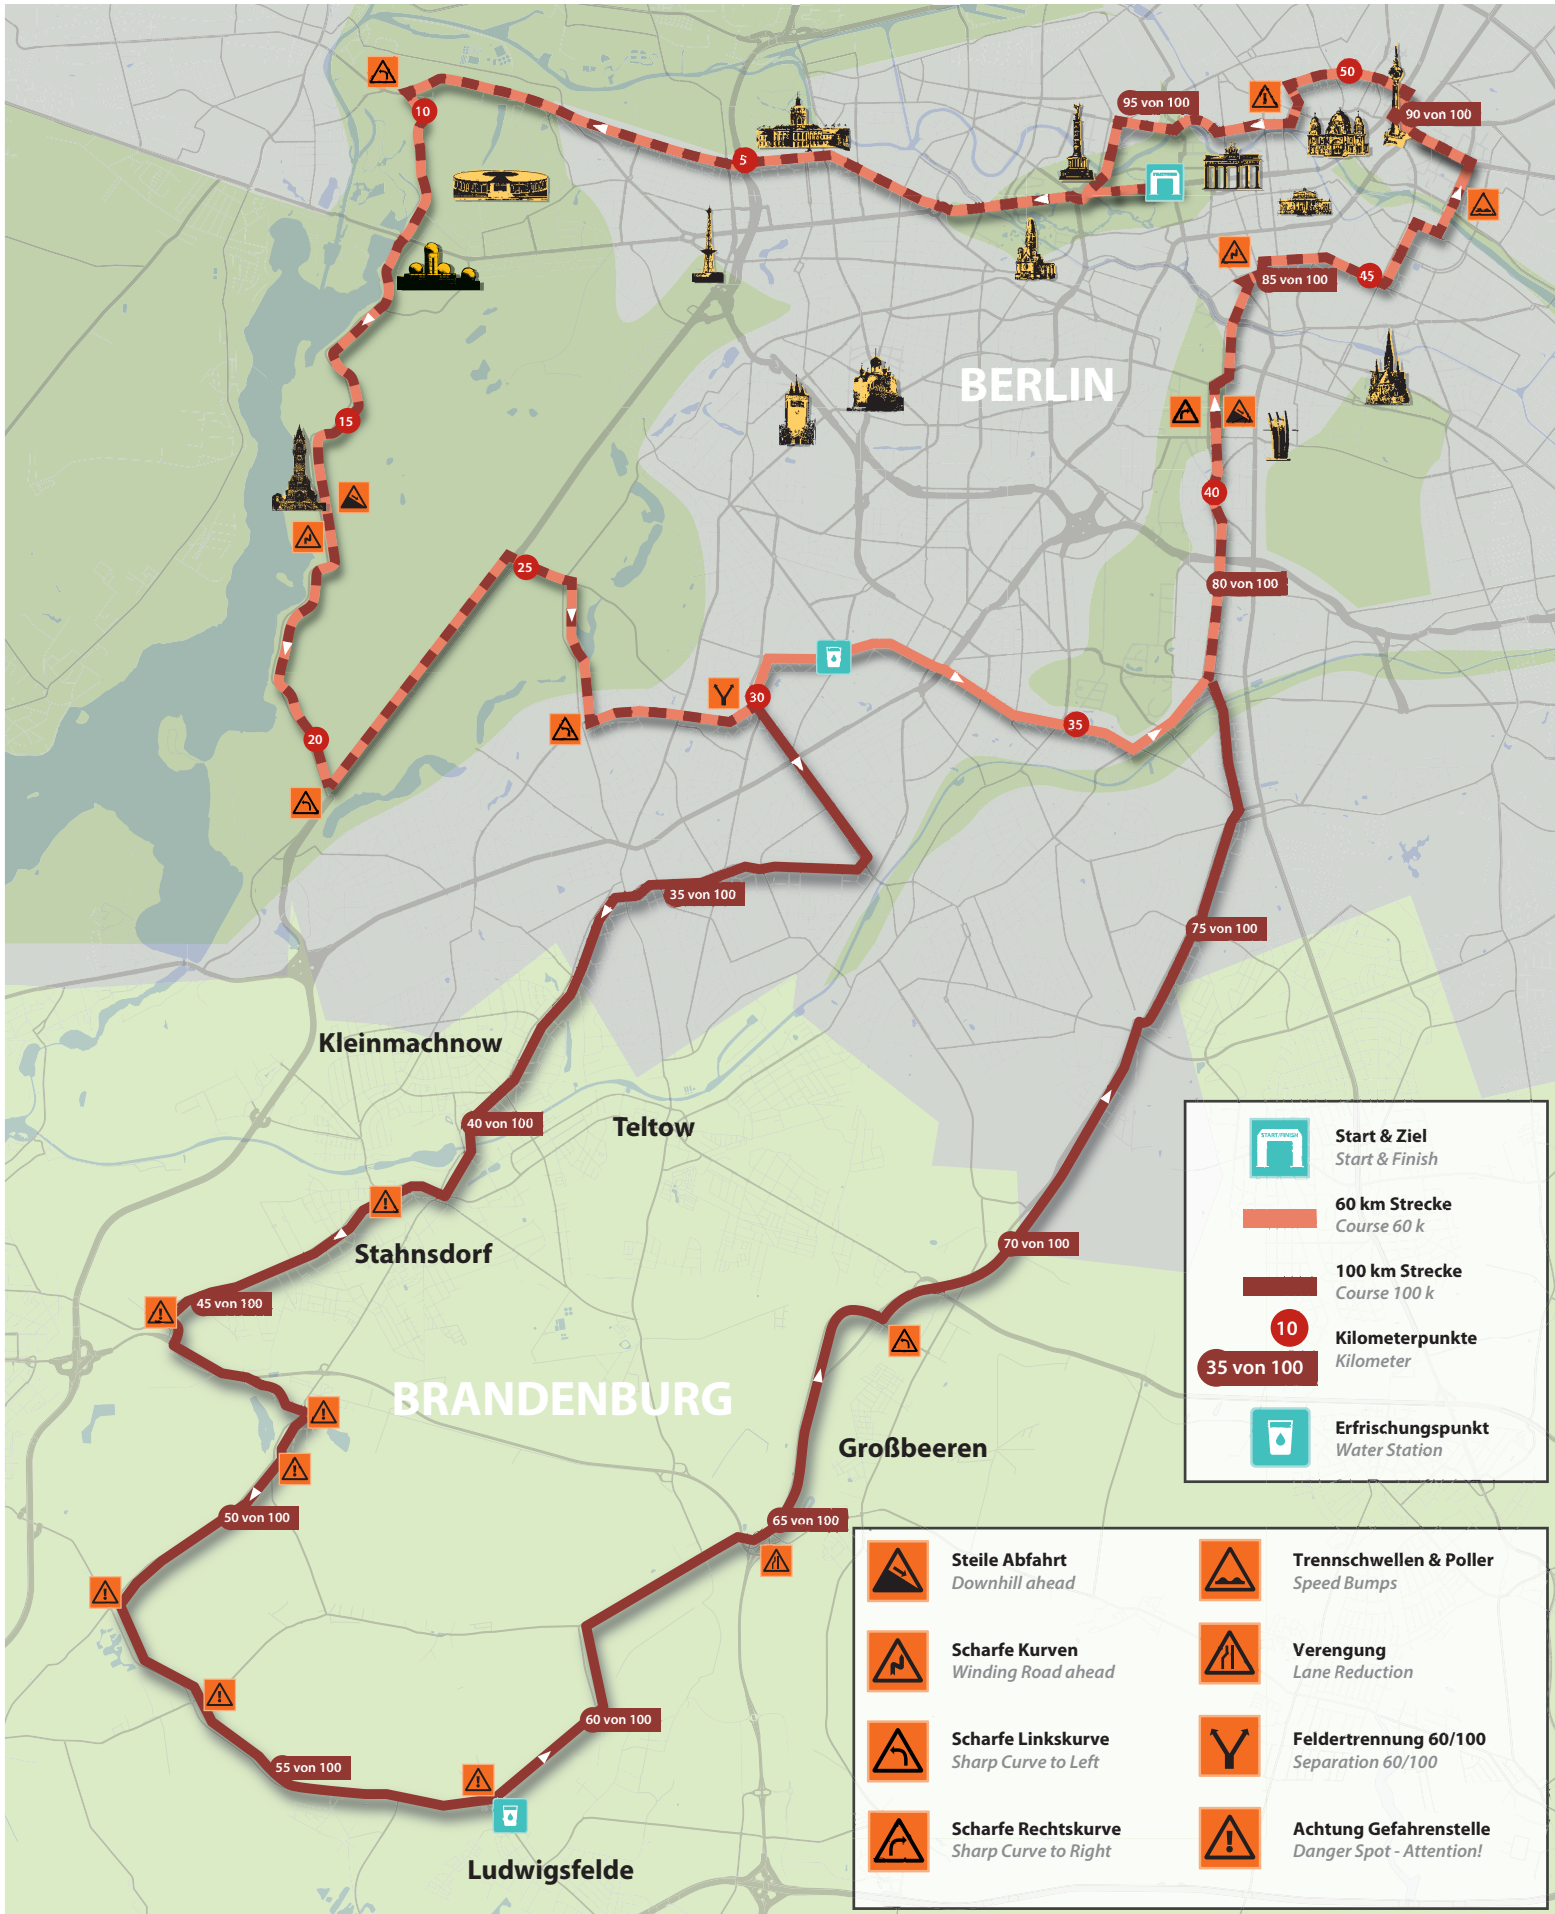 50
95 von 100
90 von 100
10
5
45
85 von 100
BERLIN
15
40
25
80 von 100
30
35
20
35 von 100
75 von 100
Kleinmachnow
40 von 100
Teltow
Stahnsdorf
70 von 100
45 von 100
BRANDENBURG
Großbeeren
50 von 100
65 von 100
60 von 100
55 von 100
Ludwigsfelde
START/FINISH
Start & Ziel
Start & Finish
60 km Strecke
Course 60 k
100 km Strecke
Course 100 k
10
35 von 100
Kilometerpunkte
Kilometer
Erfrischungspunkt
Water Station
Steile Abfahrt
Downhill ahead
Scharfe Kurven
Winding Road ahead
Scharfe Linkskurve
Sharp Curve to Left
Scharfe Rechtskurve
Sharp Curve to Right
Trennschwellen & Poller
Speed Bumps
Verengung
Lane Reduction
Feldertrennung 60/100
Separation 60/100
Achtung Gefahrenstelle
Danger Spot - Attention!